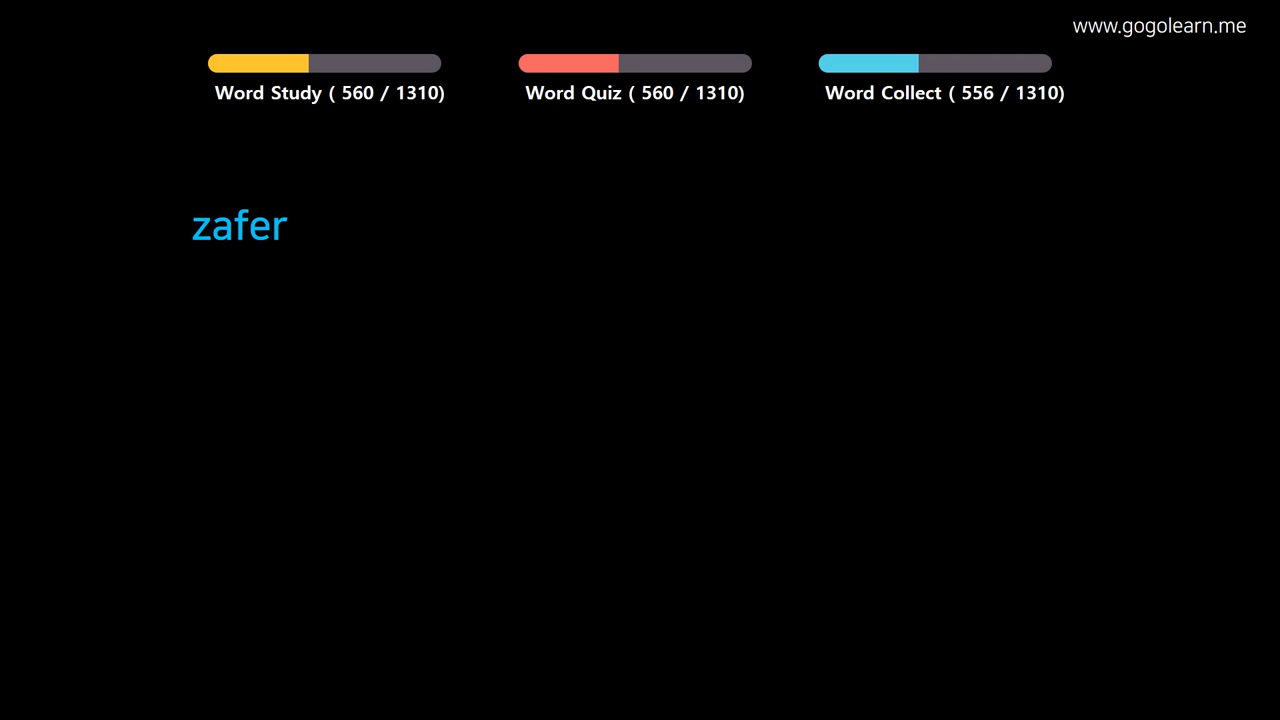 www.gogolearn.me
Word Study ( 560 / 1310)
Word Quiz ( 560 / 1310)
Word Collect ( 556 / 1310)
zafer